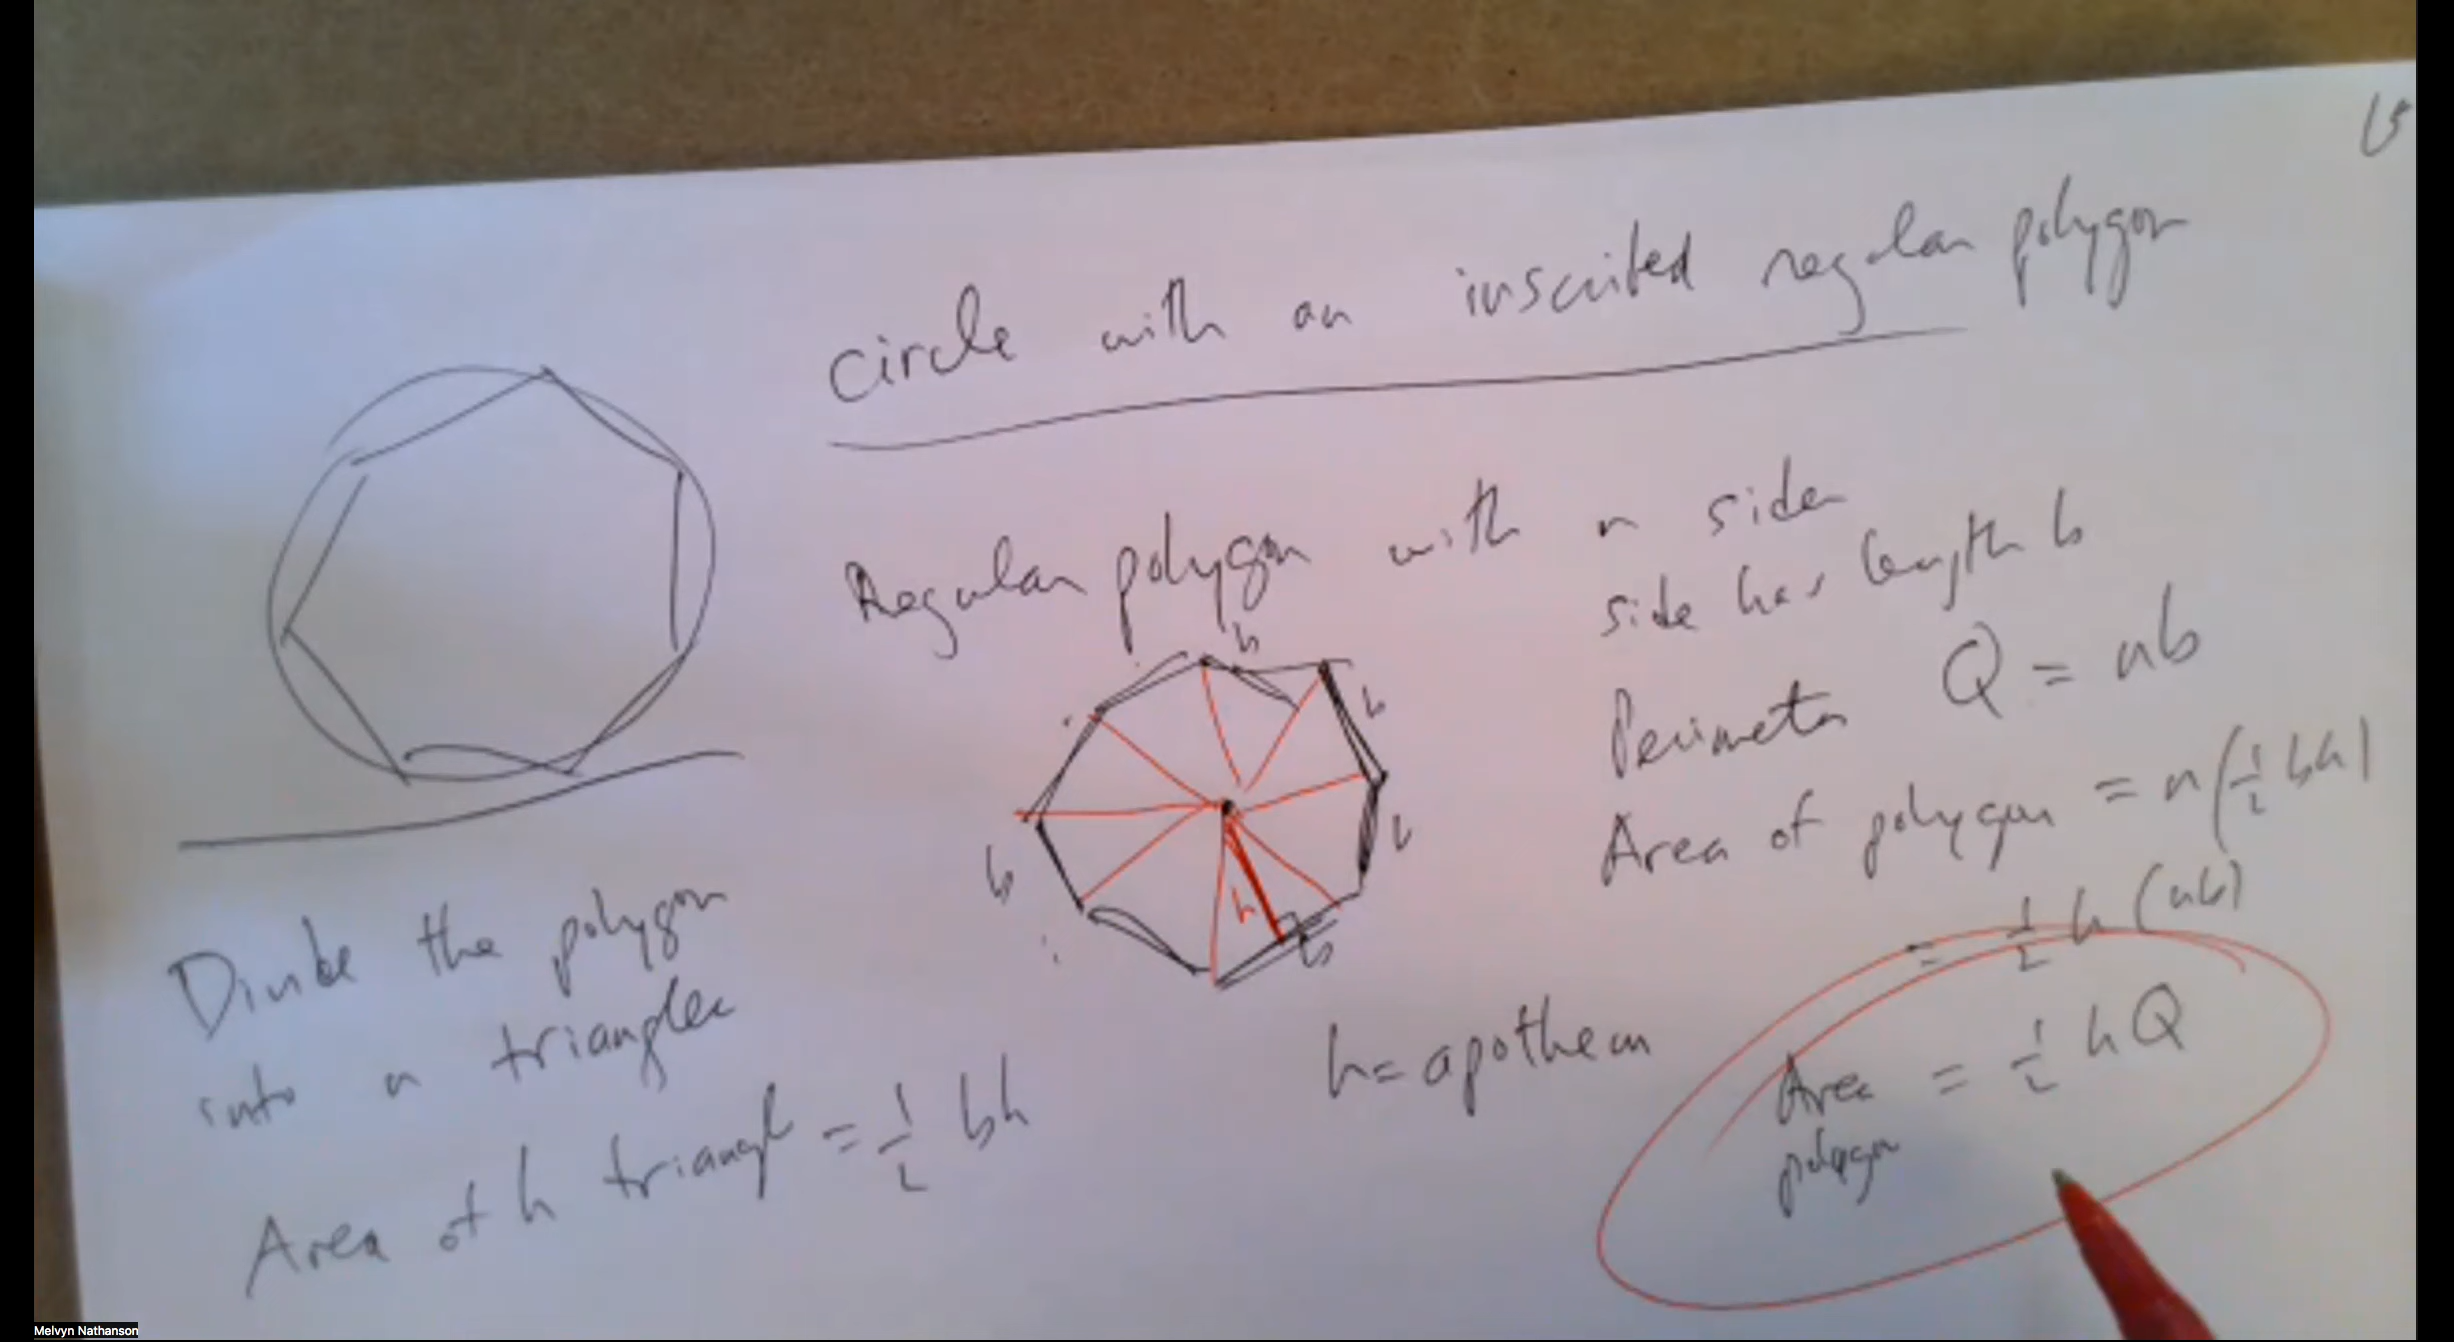 circle with an inscribed regular polygon
Regular polygon with n sides
side has length b
Perimeter Q = nb
Area of polygon = n(1/2 bh)
= 1/2 h (nb)
Area polygon = 1/2 h Q
b
b
b
b
b
h
h = apothem
Divide the polygon
into n triangles
Area of triangl = 1/2 bh
Melvyn Nathanson